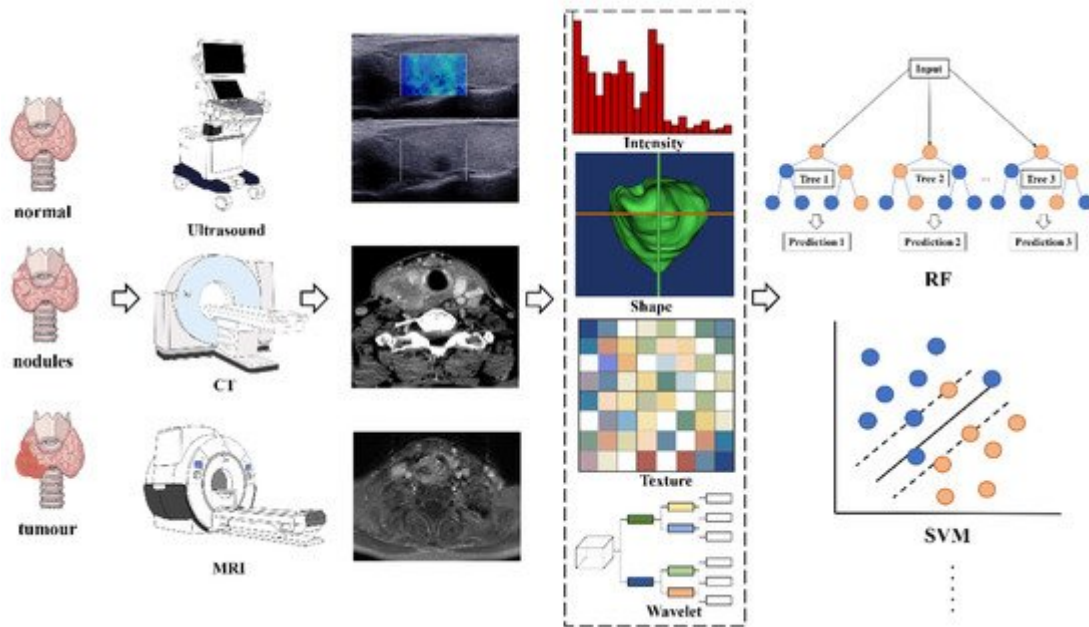 normal
nodules
tumour
Ultrasound
CT
MRI
Intensity
Shape
Texture
Wavelet
Input
Tree 1
Tree 2
...
Tree 3
Prediction 1
Prediction 2
Prediction 3
RF
SVM